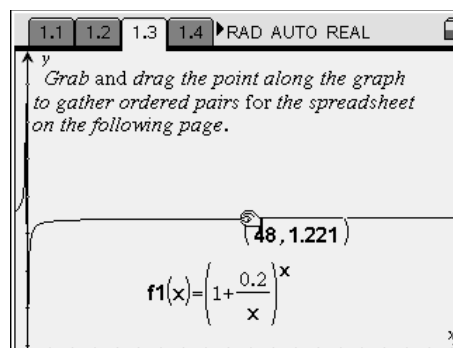 1.1 1.2 1.3 1.4 RAD AUTO REAL
y
Grab and drag the point along the graph
to gather ordered pairs for the spreadsheet
on the following page.
(48,1.221)
f1(x)=(1+0.2/x)^x
x